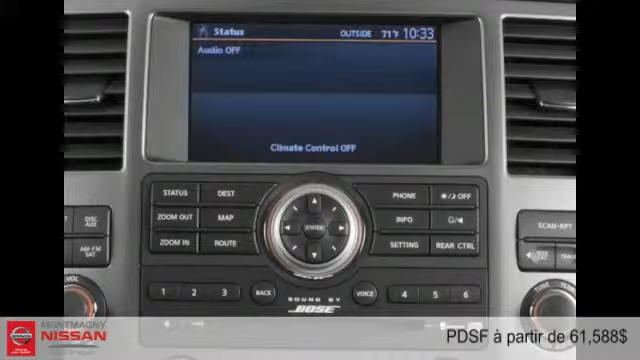 Status OUTSIDE 71°F 10:33
Audio OFF
Climate Control OFF
STATUS DEST PHONE OFF
ZOOM OUT MAP ENTER INFO
ZOOM IN ROUTE SETTING REAR CTRL
DISC AUX SCAN·RPT
AM·FM SAT
VOL TUNE
1 2 3 BACK VOICE 4 5 6
SOUND BY
BOSE
MONTMAGNY
NISSAN
PDSF à partir de 61,588$